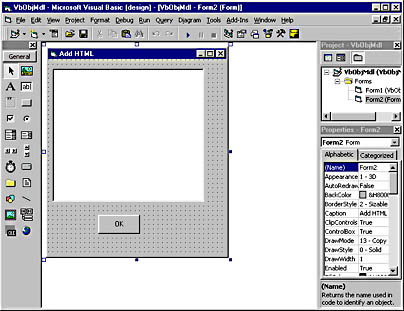 VbObjMdl - Microsoft Visual Basic [design] - [VbObjMdl - Form2 (Form)]
File Edit View Project Format Debug Run Query Diagram Tools Add-Ins Window Help
General
A
ab|
Add HTML
OK
Project - VbObjMdl
VbObjMdl (VbObjM
Forms
Form1 (VbOb
Form2 (Form
Properties - Form2
Form2 Form
Alphabetic Categorized
(Name) Form2
Appearance 1 - 3D
AutoRedraw False
BackColor &H8000
BorderStyle 2 - Sizable
Caption Add HTML
ClipControls True
ControlBox True
DrawMode 13 - Copy
DrawStyle 0 - Solid
DrawWidth 1
Enabled True
(Name)
Returns the name used in
code to identify an object.